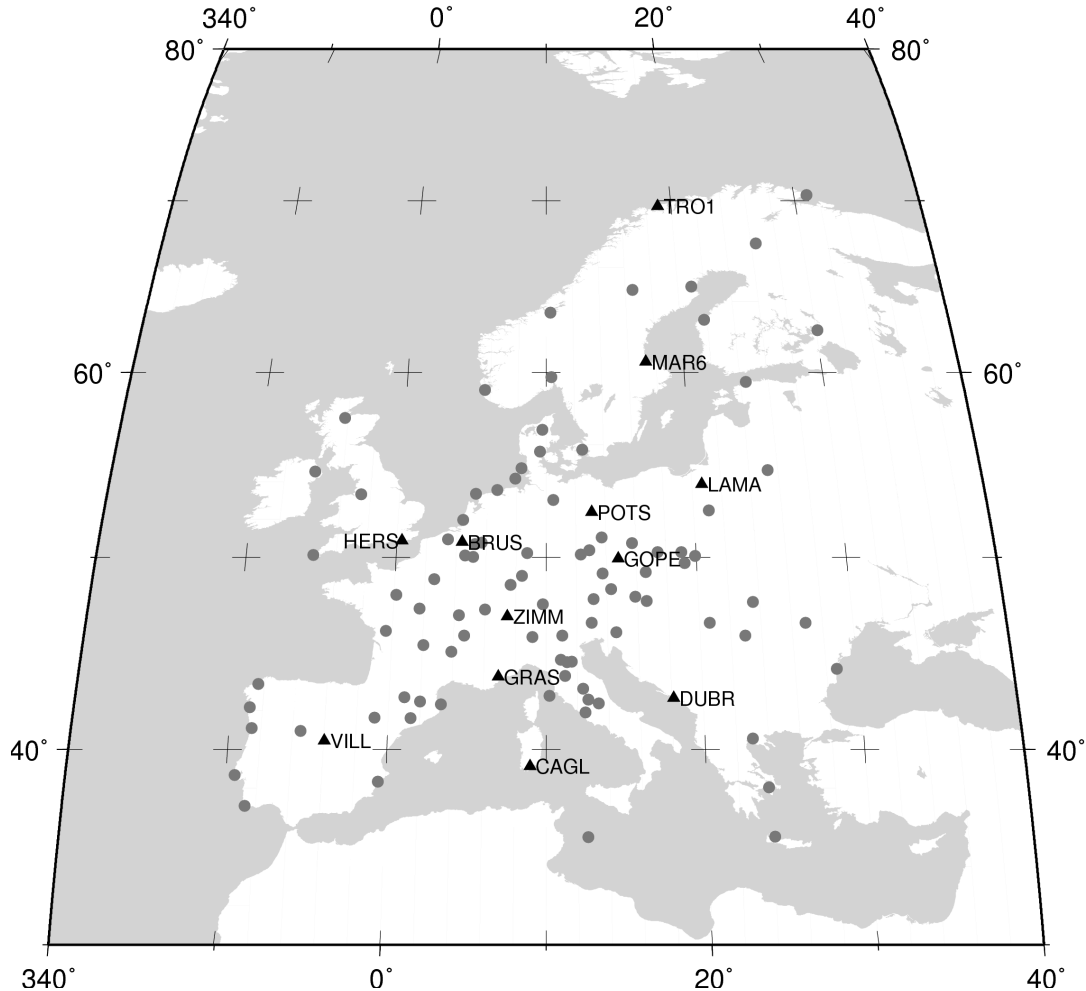 340˚ 0˚ 20˚ 40˚
80˚ 80˚
TRO1
MAR6
60˚ 60˚
LAMA
POTS
HERS BRUS
GOPE
ZIMM
GRAS
DUBR
VILL
40˚ 40˚
CAGL
340˚ 0˚ 20˚ 40˚